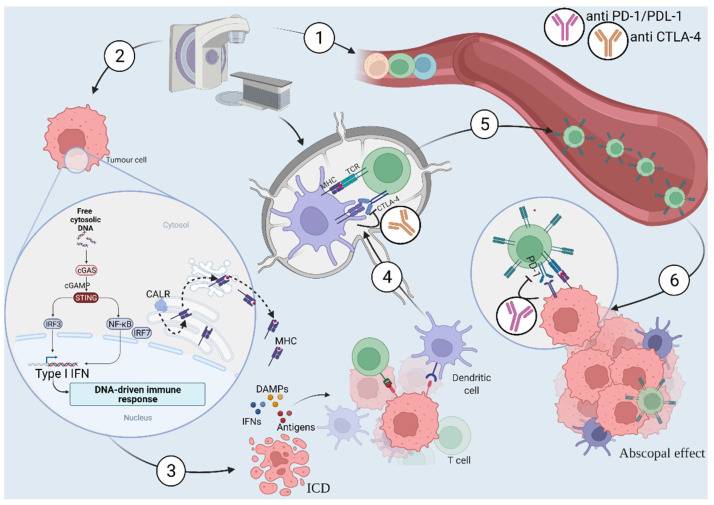 anti PD-1/PDL-1
anti CTLA-4
1
2
Tumour cell
MHC
TCR
CTLA-4
5
Free
cytosolic
DNA
Cytosol
cGAS
cGAMP
STING
CALR
IRF3
NF-κB
IRF7
MHC
Type I IFN
DNA-driven immune
response
Nucleus
4
PD-1
6
Dendritic
cell
DAMPs
IFNs
Antigens
T cell
3
ICD
Abscopal effect